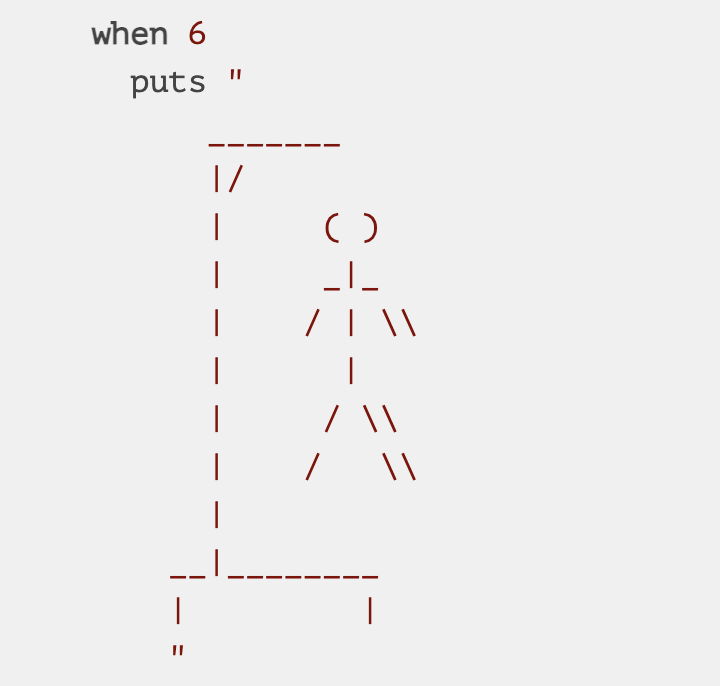 when 6
  puts "
      _______
      |/
      |     ( )
      |     _|_
      |    / | \\
      |      |
      |     / \\
      |    /   \\
      |
    __|________
    |         |
    "